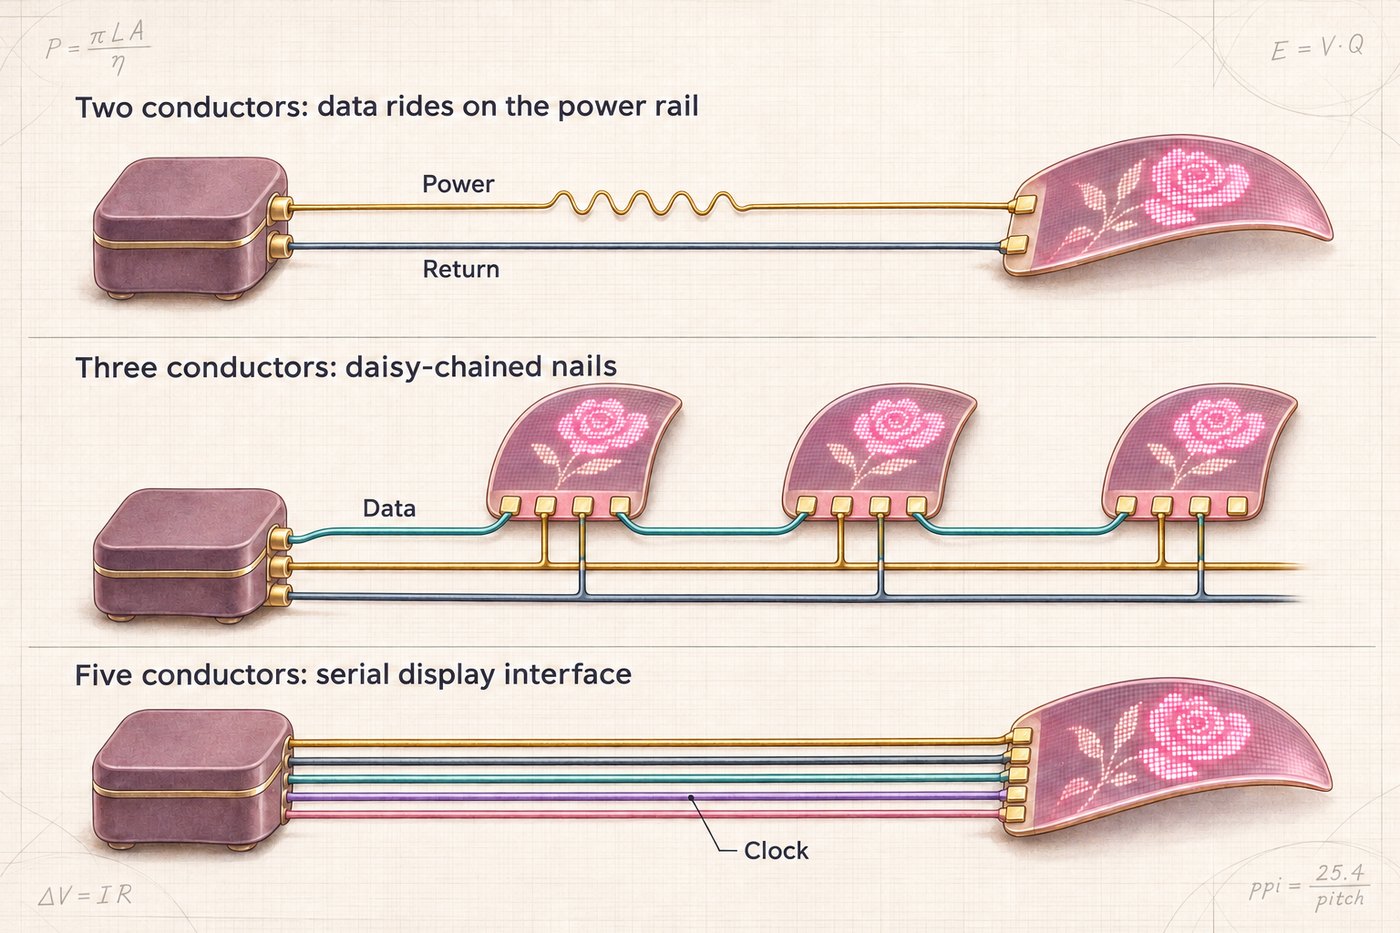 P = πLA / η
E = V·Q
Two conductors: data rides on the power rail
Power
Return
Three conductors: daisy-chained nails
Data
Five conductors: serial display interface
Clock
ΔV = IR
ppi = 25.4 / pitch